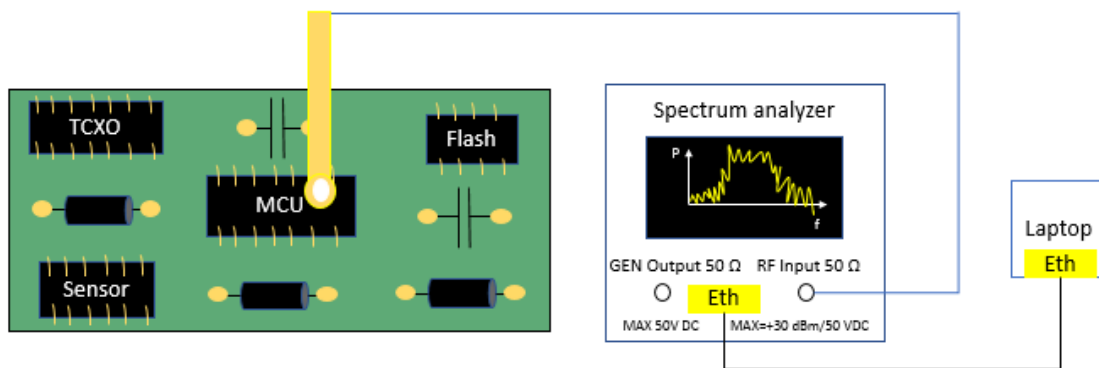 TCXO
Flash
MCU
Sensor
Spectrum analyzer
P
f
GEN Output 50 Ω RF Input 50 Ω
Eth
MAX 50V DC MAX=+30 dBm/50 VDC
Laptop
Eth